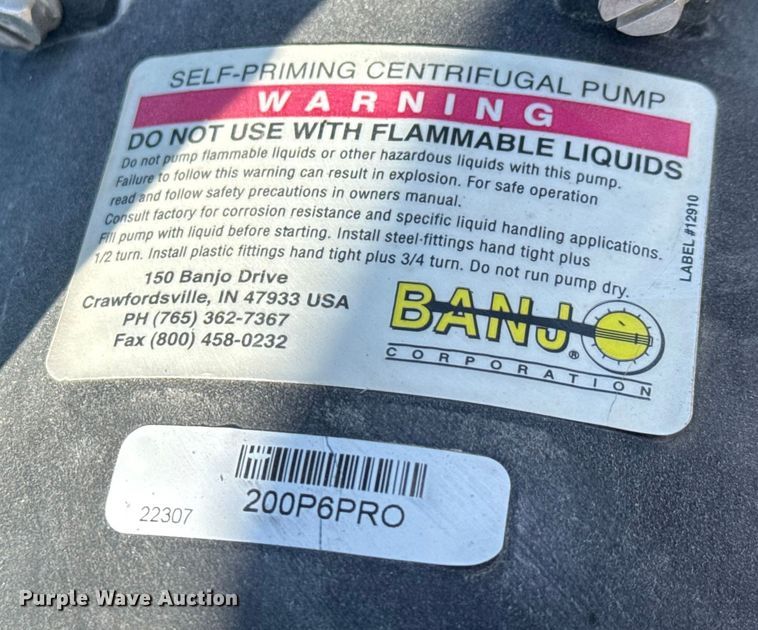 SELF-PRIMING CENTRIFUGAL PUMP
WARNING
DO NOT USE WITH FLAMMABLE LIQUIDS
Do not pump flammable liquids or other hazardous liquids with this pump.
Failure to follow this warning can result in explosion. For safe operation
read and follow safety precautions in owners manual.
Consult factory for corrosion resistance and specific liquid handling applications.
Fill pump with liquid before starting. Install steel-fittings hand tight plus
1/2 turn. Install plastic fittings hand tight plus 3/4 turn. Do not run pump dry.
LABEL #12910
150 Banjo Drive
Crawfordsville, IN 47933 USA
PH (765) 362-7367
Fax (800) 458-0232
BANJO®
CORPORATION
22307
200P6PRO
Purple Wave Auction